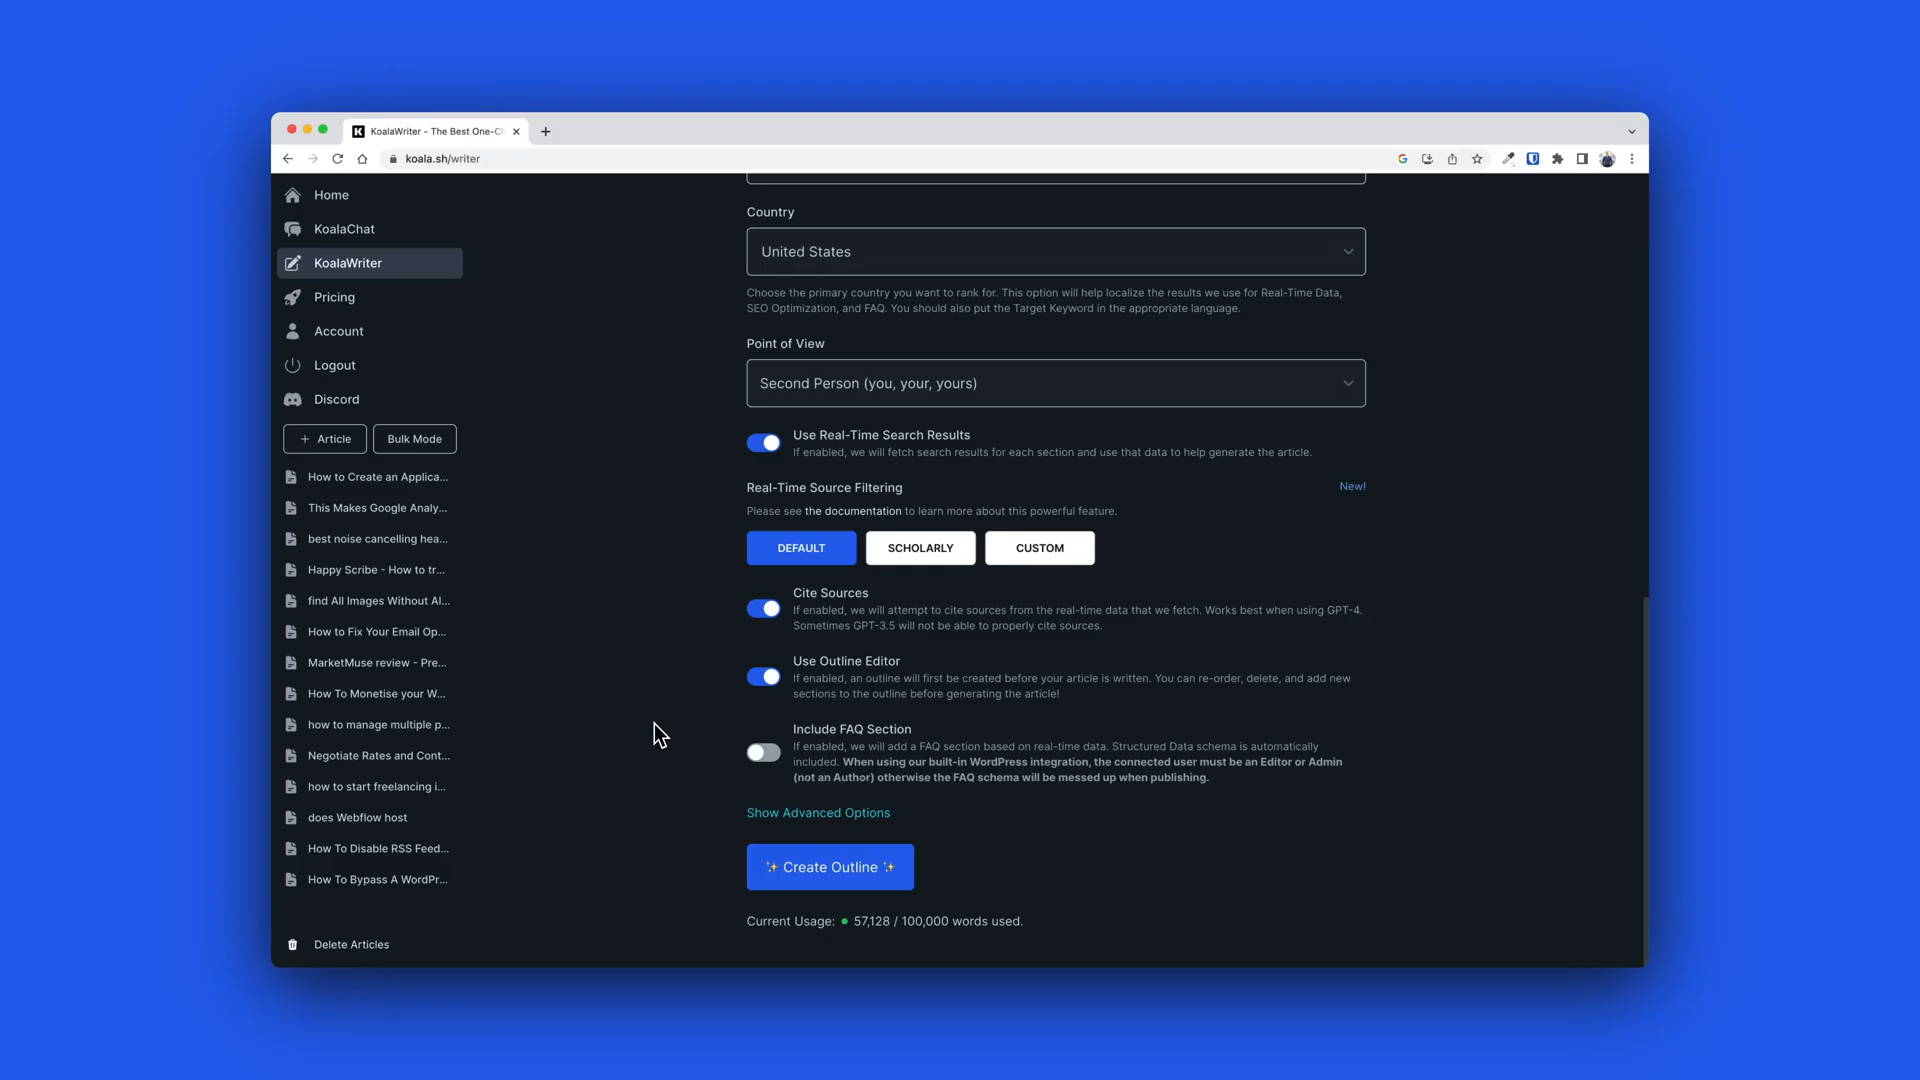 KoalaWriter - The Best One-C
koala.sh/writer
Home
KoalaChat
KoalaWriter
Pricing
Account
Logout
Discord
+ Article
Bulk Mode
How to Create an Applica...
This Makes Google Analy...
best noise cancelling hea...
Happy Scribe - How to tr...
find All Images Without Al...
How to Fix Your Email Op...
MarketMuse review - Pre...
How To Monetise your W...
how to manage multiple p...
Negotiate Rates and Cont...
how to start freelancing i...
does Webflow host
How To Disable RSS Feed...
How To Bypass A WordPr...
Delete Articles
Country
United States
Choose the primary country you want to rank for. This option will help localize the results we use for Real-Time Data,
SEO Optimization, and FAQ. You should also put the Target Keyword in the appropriate language.
Point of View
Second Person (you, your, yours)
Use Real-Time Search Results
If enabled, we will fetch search results for each section and use that data to help generate the article.
Real-Time Source Filtering
New!
Please see the documentation to learn more about this powerful feature.
DEFAULT
SCHOLARLY
CUSTOM
Cite Sources
If enabled, we will attempt to cite sources from the real-time data that we fetch. Works best when using GPT-4.
Sometimes GPT-3.5 will not be able to properly cite sources.
Use Outline Editor
If enabled, an outline will first be created before your article is written. You can re-order, delete, and add new
sections to the outline before generating the article!
Include FAQ Section
If enabled, we will add a FAQ section based on real-time data. Structured Data schema is automatically
included. When using our built-in WordPress integration, the connected user must be an Editor or Admin
(not an Author) otherwise the FAQ schema will be messed up when publishing.
Show Advanced Options
✨ Create Outline ✨
Current Usage: 57,128 / 100,000 words used.